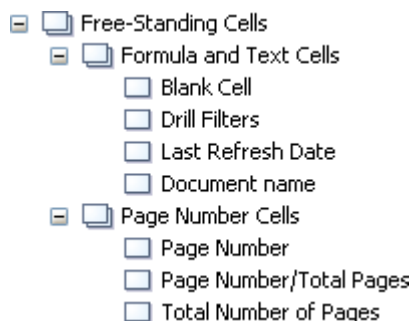 Free-Standing Cells
Formula and Text Cells
Blank Cell
Drill Filters
Last Refresh Date
Document name
Page Number Cells
Page Number
Page Number/Total Pages
Total Number of Pages